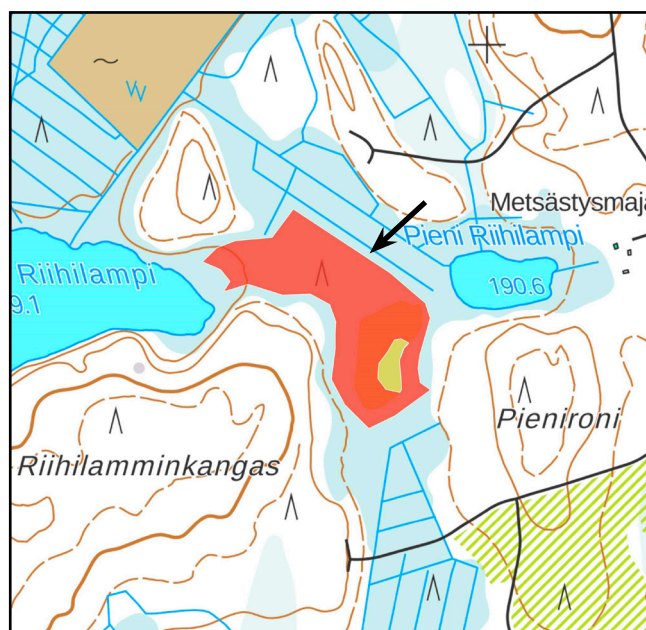 Metsästysmaja
Pieni Riihilampi
190.6
Riihilampi
9.1
Pienironi
Riihilamminkangas